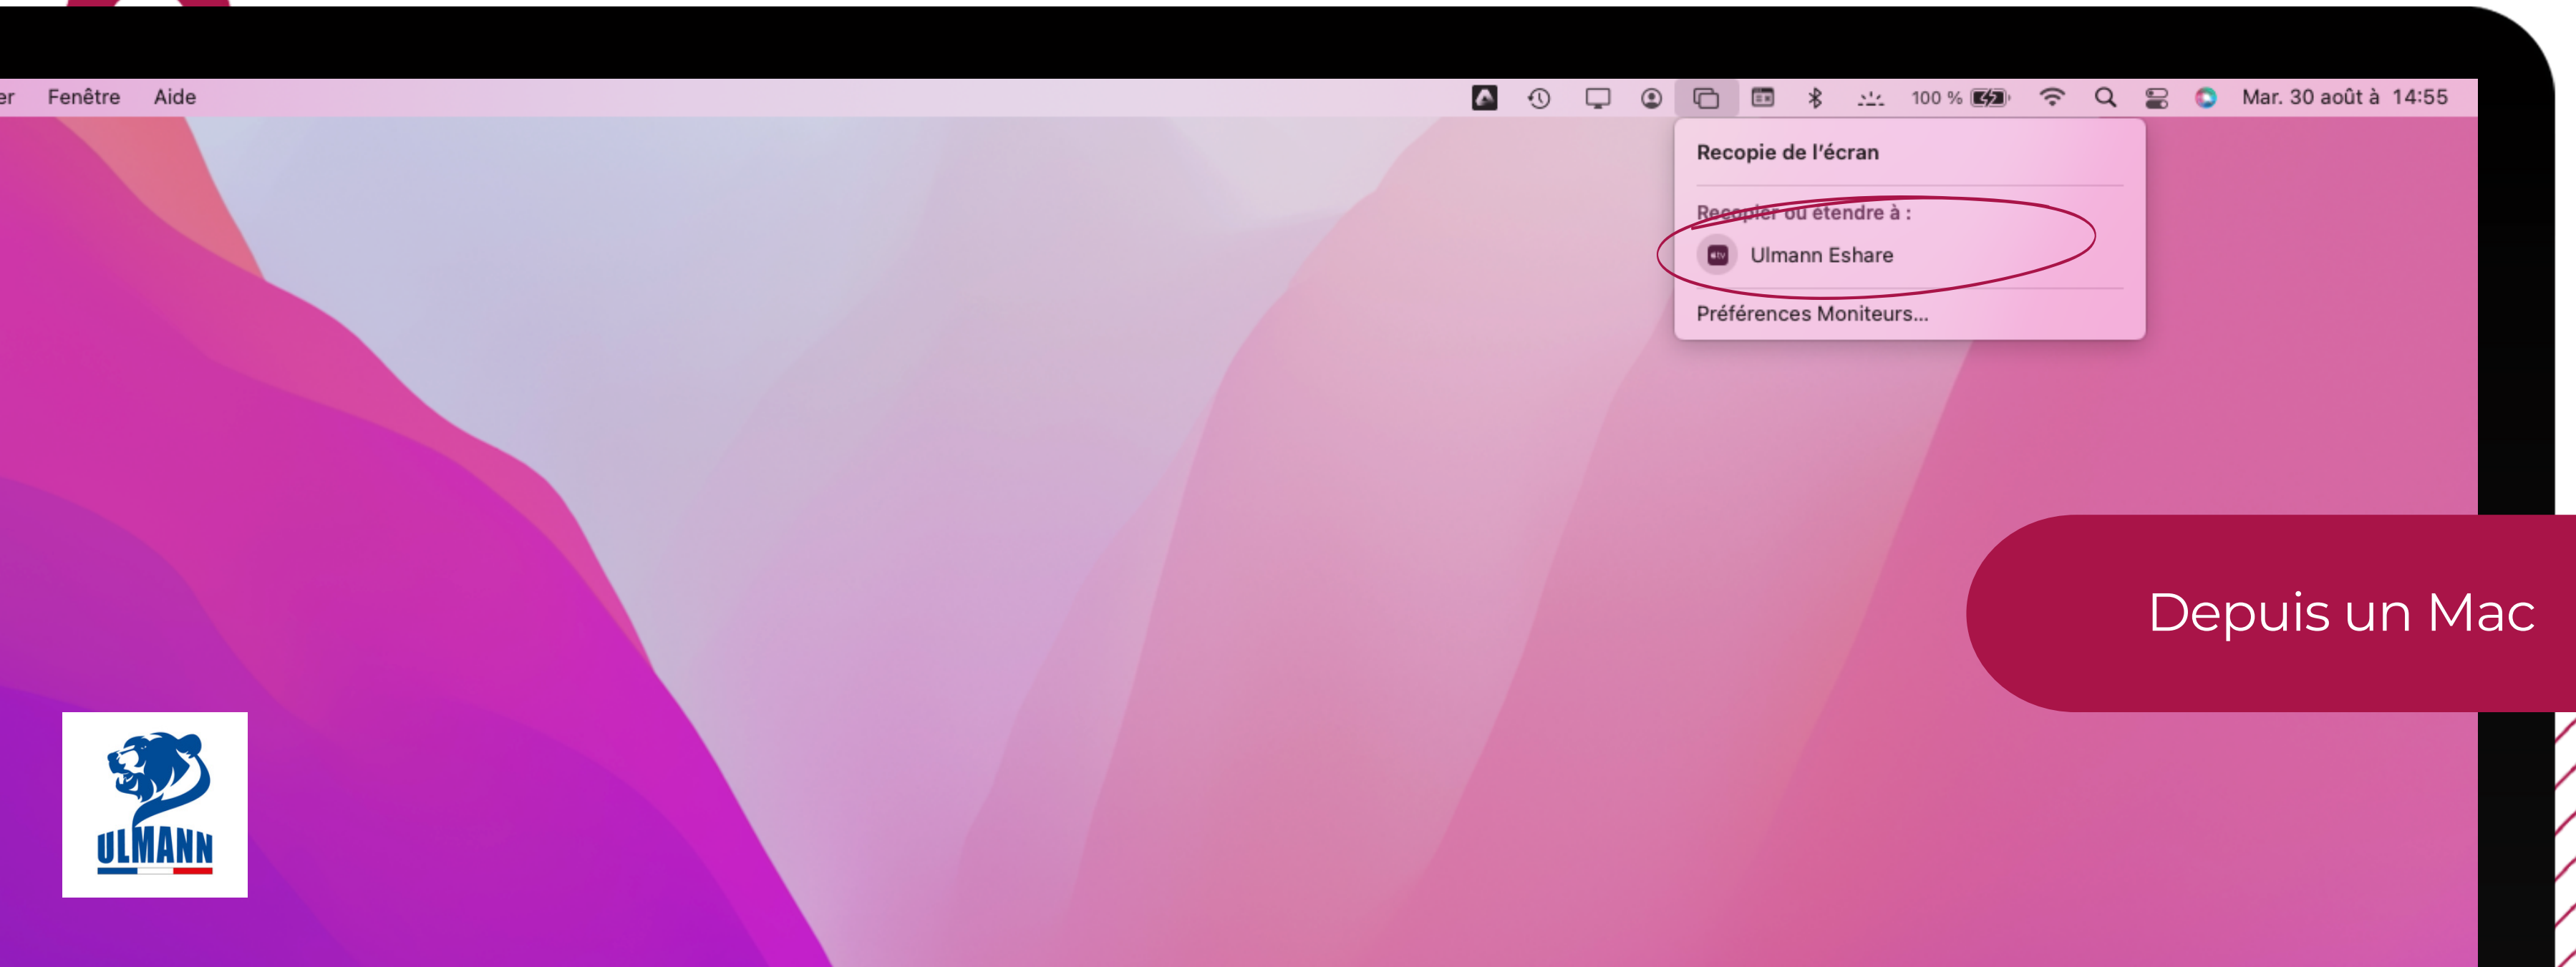 er Fenêtre Aide
100 % Mar. 30 août à 14:55
Recopie de l'écran
Recopier ou étendre à :
tv Ulmann Eshare
Préférences Moniteurs...
Depuis un Mac
ULMANN